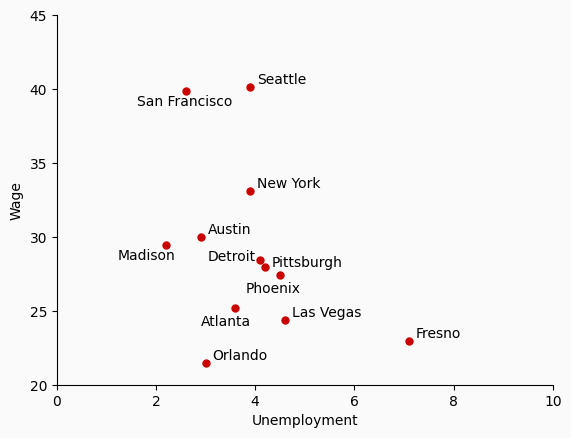 45
40
35
30
25
20
Wage
Seattle
San Francisco
New York
Austin
Madison
Detroit
Pittsburgh
Phoenix
Atlanta
Las Vegas
Fresno
Orlando
0 2 4 6 8 10
Unemployment